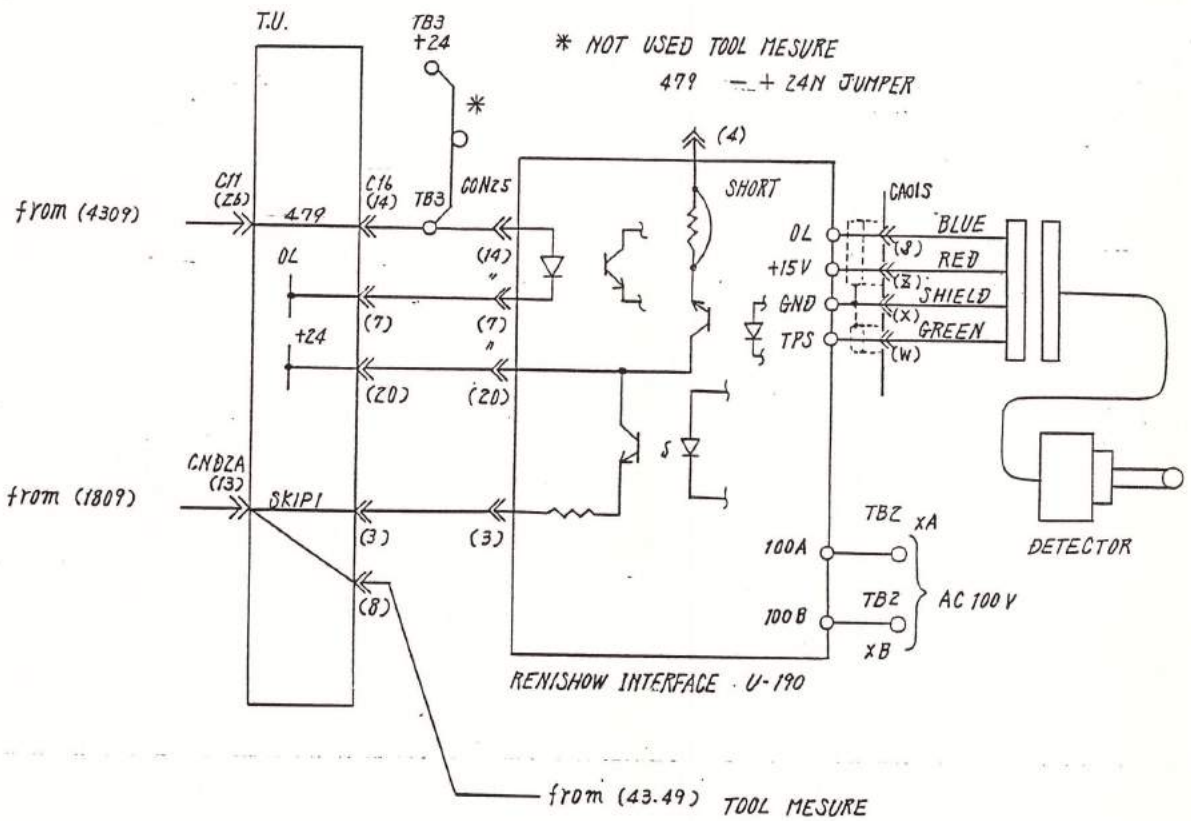 T.U.
TB3
+24
* NOT USED TOOL MESURE
479 - + 24N JUMPER
*
(4)
C11
(26)
C16
(14)
TB3
CON25
SHORT
CA01S
from (4309)
479
(14)
"
0L
BLUE
(S)
+15V
RED
(Z)
0L
(7)
(7)
"
GND
SHIELD
(X)
TPS
GREEN
(W)
+24
(20)
(20)
S
CND2A
(13)
from (1809)
SKIP1
(3)
(3)
(8)
100A
TB2
XA
100B
TB2
XB
AC 100V
DETECTOR
RENISHOW INTERFACE U-190
from (43.49) TOOL MESURE